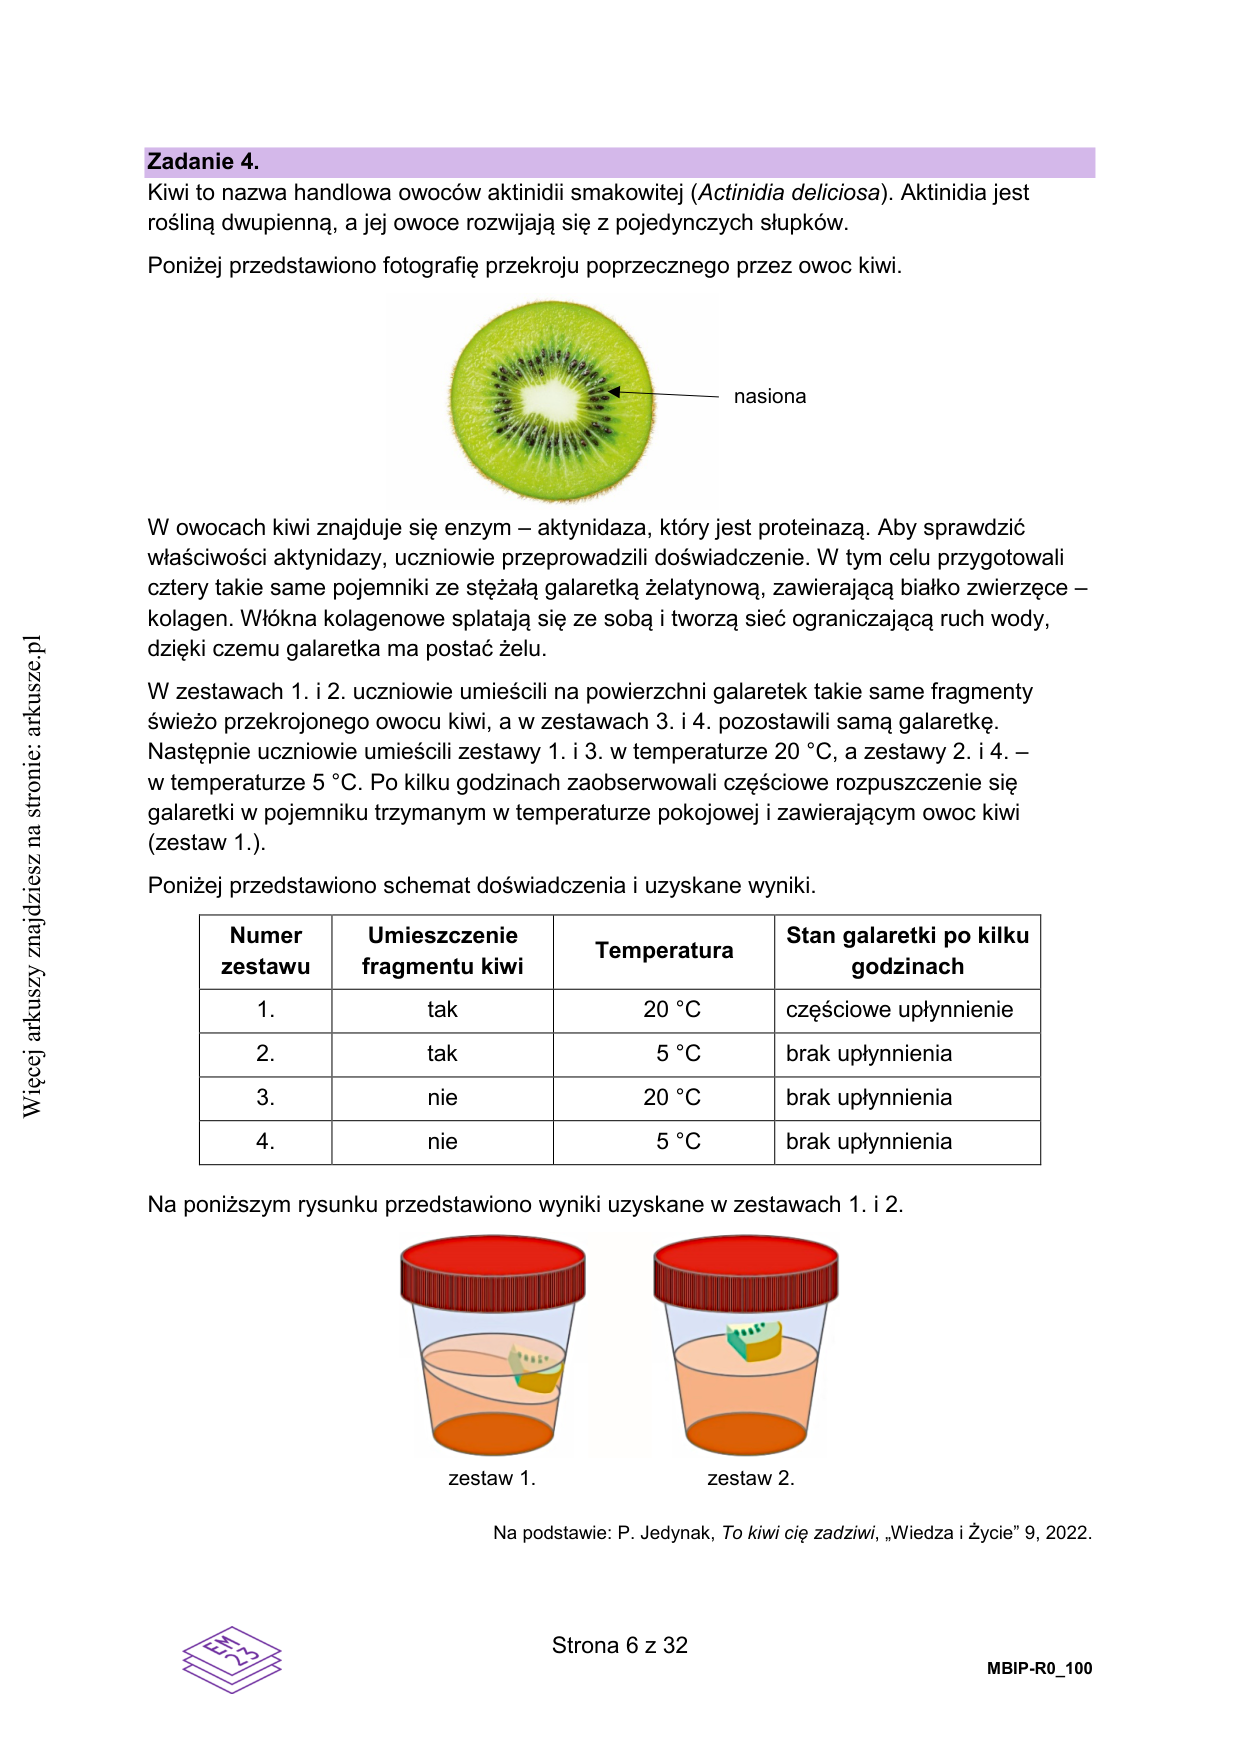 Zadanie 4.
Kiwi to nazwa handlowa owoców aktinidii smakowitej (Actinidia deliciosa). Aktinidia jest
rośliną dwupienną, a jej owoce rozwijają się z pojedynczych słupków.
Poniżej przedstawiono fotografię przekroju poprzecznego przez owoc kiwi.
nasiona
W owocach kiwi znajduje się enzym – aktynidaza, który jest proteinazą. Aby sprawdzić
właściwości aktynidazy, uczniowie przeprowadzili doświadczenie. W tym celu przygotowali
cztery takie same pojemniki ze stężałą galaretką żelatynową, zawierającą białko zwierzęce –
kolagen. Włókna kolagenowe splatają się ze sobą i tworzą sieć ograniczającą ruch wody,
dzięki czemu galaretka ma postać żelu.
W zestawach 1. i 2. uczniowie umieścili na powierzchni galaretek takie same fragmenty
świeżo przekrojonego owocu kiwi, a w zestawach 3. i 4. pozostawili samą galaretkę.
Następnie uczniowie umieścili zestawy 1. i 3. w temperaturze 20 °C, a zestawy 2. i 4. –
w temperaturze 5 °C. Po kilku godzinach zaobserwowali częściowe rozpuszczenie się
galaretki w pojemniku trzymanym w temperaturze pokojowej i zawierającym owoc kiwi
(zestaw 1.).
Poniżej przedstawiono schemat doświadczenia i uzyskane wyniki.
Numer zestawu Umieszczenie fragmentu kiwi Temperatura Stan galaretki po kilku godzinach
1. tak 20 °C częściowe upłynnienie
2. tak 5 °C brak upłynnienia
3. nie 20 °C brak upłynnienia
4. nie 5 °C brak upłynnienia
Na poniższym rysunku przedstawiono wyniki uzyskane w zestawach 1. i 2.
zestaw 1. zestaw 2.
Na podstawie: P. Jedynak, To kiwi cię zadziwi, „Wiedza i Życie” 9, 2022.
EM
23
Strona 6 z 32
MBIP-R0_100
Więcej arkuszy znajdziesz na stronie: arkusze.pl